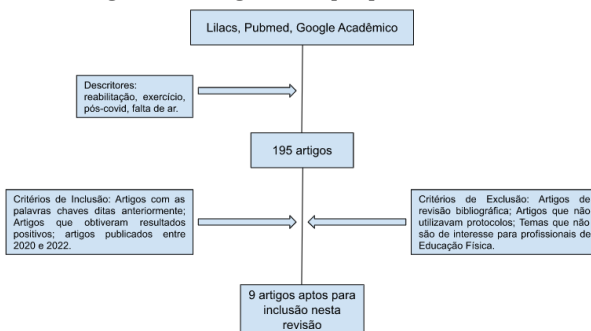 Lilacs, Pubmed, Google Acadêmico
Descritores:
reabilitação, exercício,
pós-covid, falta de ar.
195 artigos
Critérios de Inclusão: Artigos com as
palavras chaves ditas anteriormente;
Artigos que obtiveram resultados
positivos; artigos publicados entre
2020 e 2022.
Critérios de Exclusão: Artigos de
revisão bibliográfica; Artigos que não
utilizavam protocolos; Temas que não
são de interesse para profissionais de
Educação Física.
9 artigos aptos para
inclusão nesta
revisão